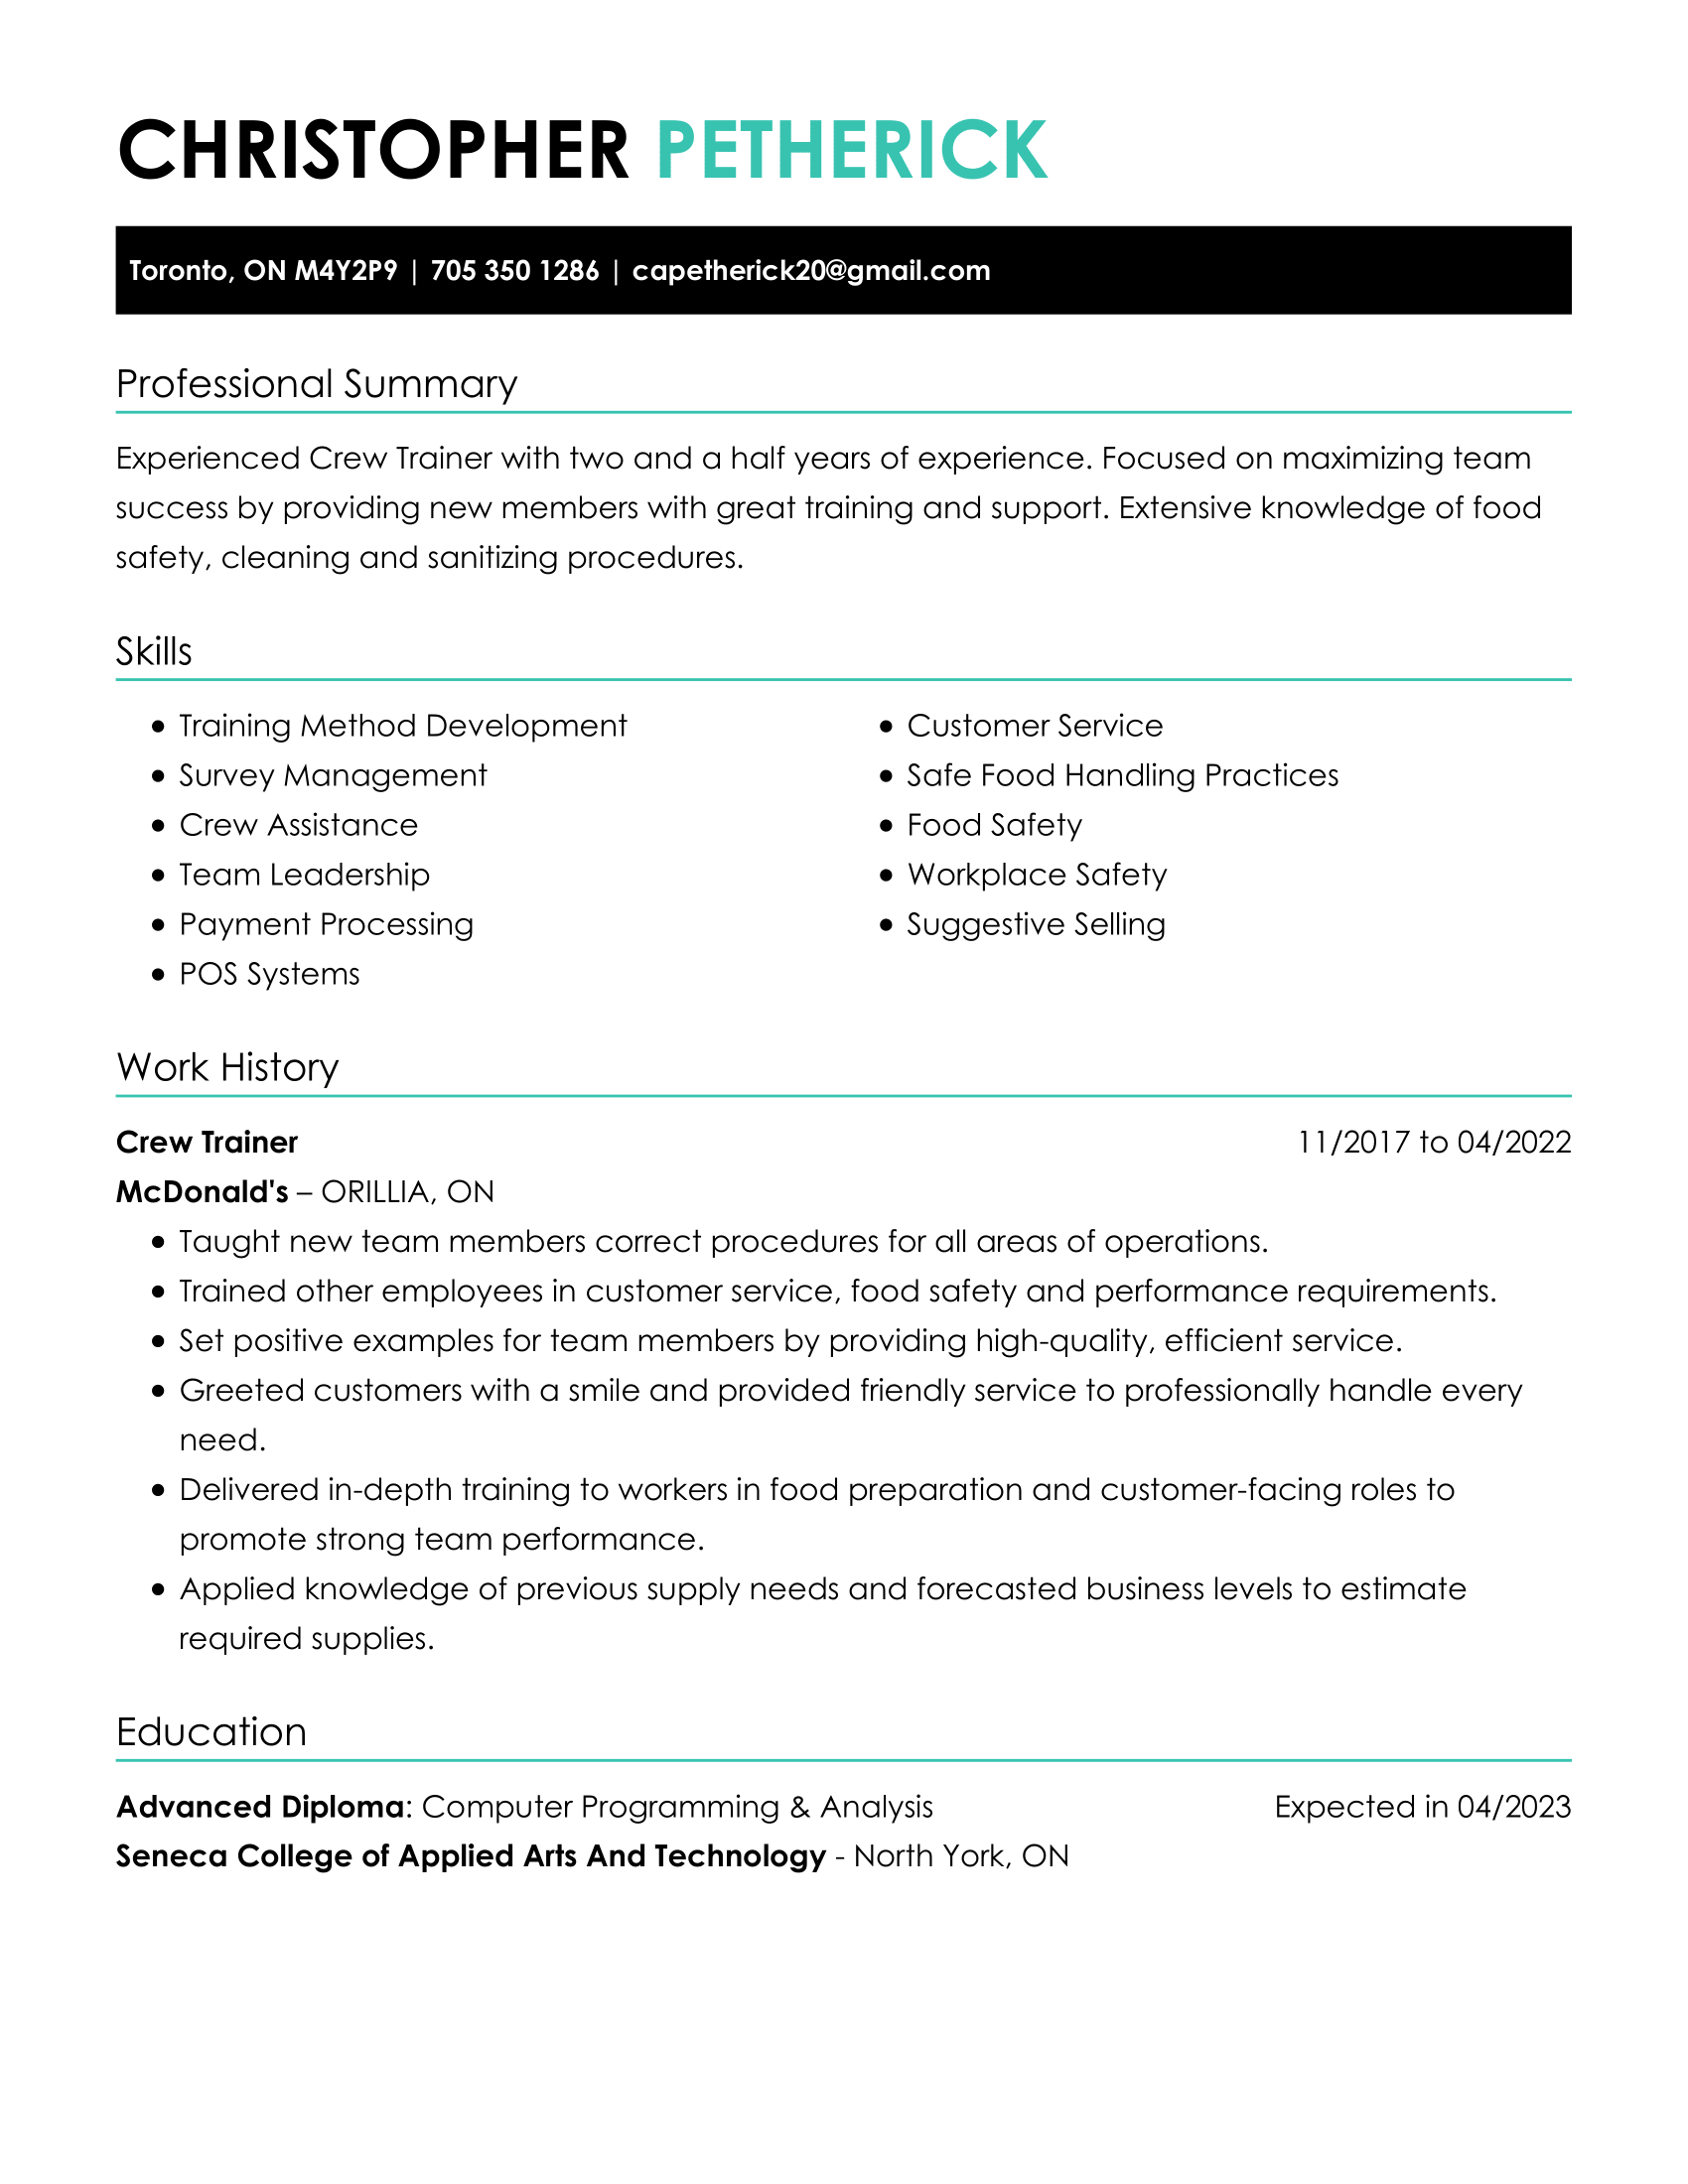 CHRISTOPHER PETHERICK
Toronto, ON M4Y2P9 | 705 350 1286 | capetherick20@gmail.com
Professional Summary
Experienced Crew Trainer with two and a half years of experience. Focused on maximizing team
success by providing new members with great training and support. Extensive knowledge of food
safety, cleaning and sanitizing procedures.
Skills
• Training Method Development
• Survey Management
• Crew Assistance
• Team Leadership
• Payment Processing
• POS Systems
• Customer Service
• Safe Food Handling Practices
• Food Safety
• Workplace Safety
• Suggestive Selling
Work History
Crew Trainer 11/2017 to 04/2022
McDonald's – ORILLIA, ON
• Taught new team members correct procedures for all areas of operations.
• Trained other employees in customer service, food safety and performance requirements.
• Set positive examples for team members by providing high-quality, efficient service.
• Greeted customers with a smile and provided friendly service to professionally handle every
need.
• Delivered in-depth training to workers in food preparation and customer-facing roles to
promote strong team performance.
• Applied knowledge of previous supply needs and forecasted business levels to estimate
required supplies.
Education
Advanced Diploma: Computer Programming & Analysis Expected in 04/2023
Seneca College of Applied Arts And Technology - North York, ON